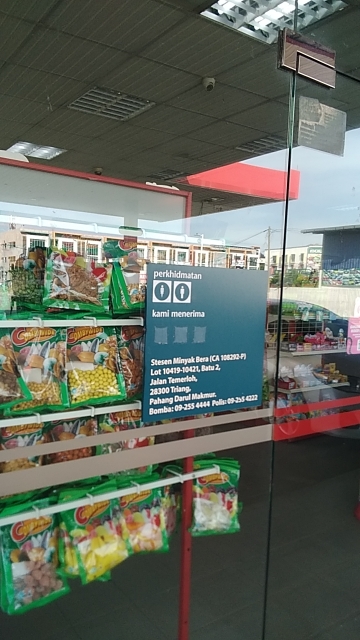 perkhidmatan
kami menerima
Stesen Minyak Bera (CA 108292-P)
Lot 10419-10421, Batu 2,
Jalan Temerloh,
28300 Triang,
Pahang Darul Makmur.
Bomba: 09-255 4444 Polis: 09-255 4222